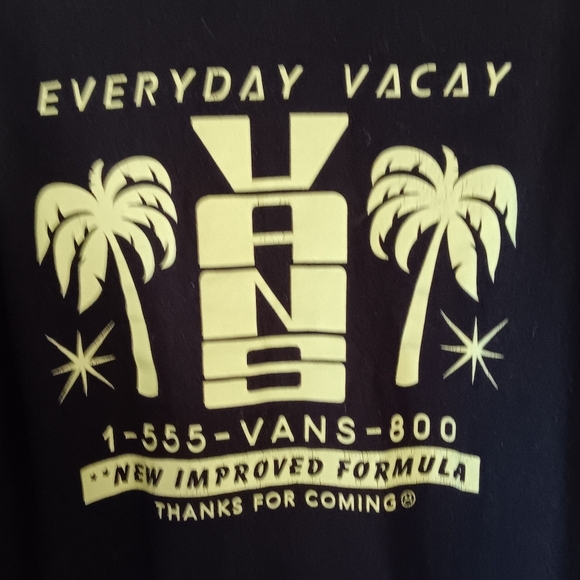 EVERYDAY VACAY
VANS
1-555-VANS-800
**NEW IMPROVED FORMULA
THANKS FOR COMING